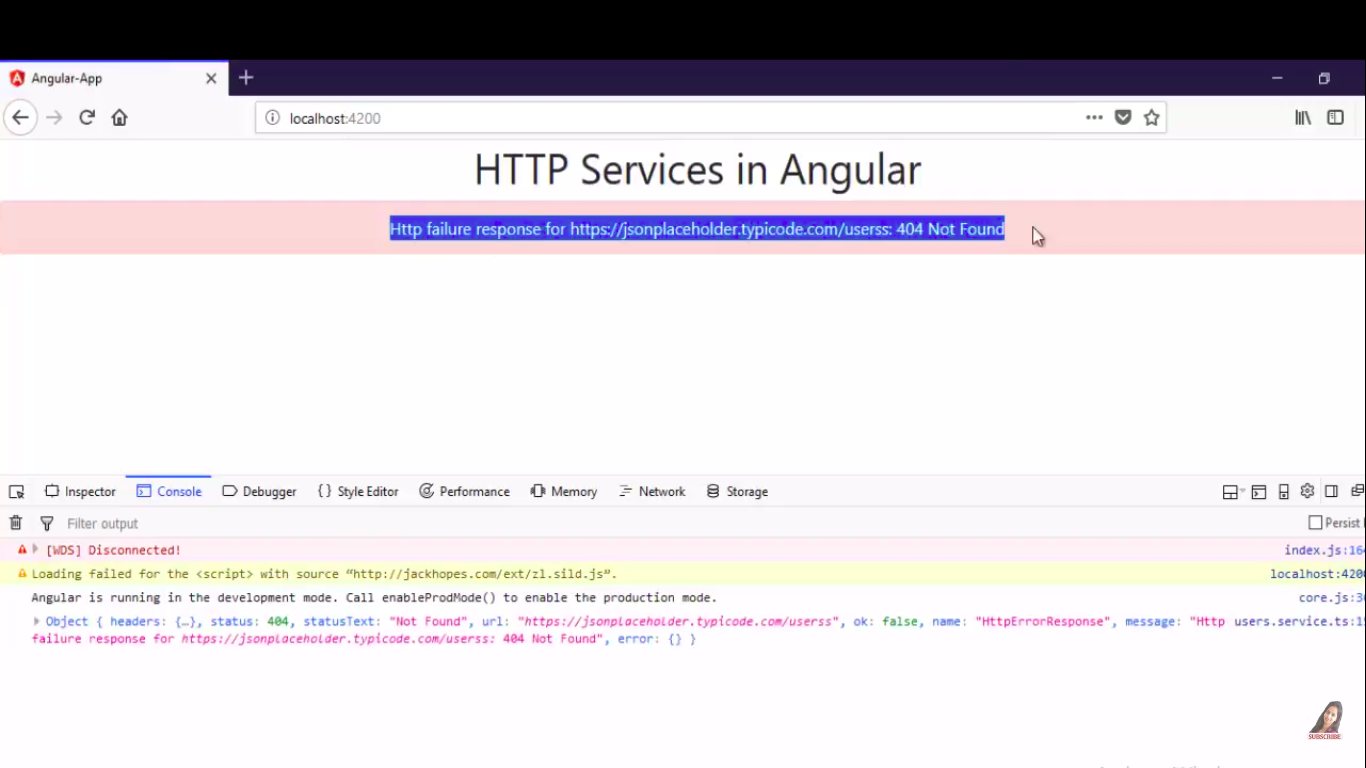 Angular-App
localhost:4200
HTTP Services in Angular
Http failure response for https://jsonplaceholder.typicode.com/userss: 404 Not Found
Inspector Console Debugger {} Style Editor Performance Memory Network Storage
Filter output Persist
[WDS] Disconnected! index.js:16
Loading failed for the <script> with source “http://jackhopes.com/ext/zl.sild.js”. localhost:4200
Angular is running in the development mode. Call enableProdMode() to enable the production mode. core.js:3
Object { headers: {…}, status: 404, statusText: "Not Found", url: "https://jsonplaceholder.typicode.com/userss", ok: false, name: "HttpErrorResponse", message: "Http users.service.ts:1
failure response for https://jsonplaceholder.typicode.com/userss: 404 Not Found", error: {} }
SUBSCRIBE